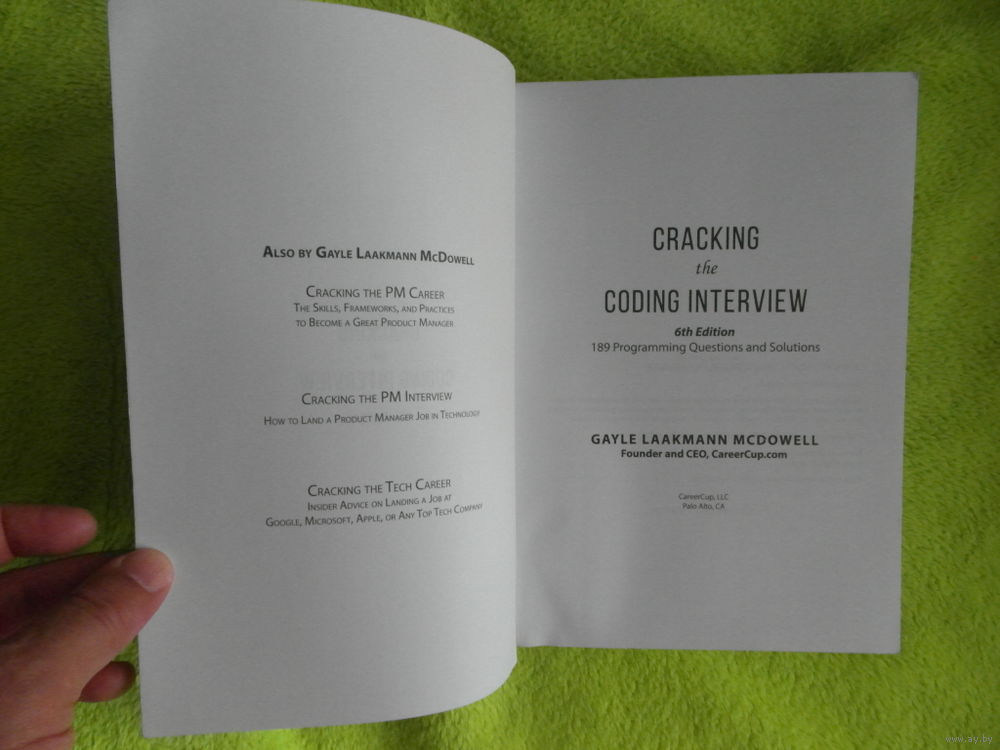 ALSO BY GAYLE LAAKMANN MCDOWELL
CRACKING THE PM CAREER
THE SKILLS, FRAMEWORKS, AND PRACTICES
TO BECOME A GREAT PRODUCT MANAGER
CRACKING THE PM INTERVIEW
HOW TO LAND A PRODUCT MANAGER JOB IN TECHNOLOGY
CRACKING THE TECH CAREER
INSIDER ADVICE ON LANDING A JOB AT
GOOGLE, MICROSOFT, APPLE, OR ANY TOP TECH COMPANY
CRACKING
the
CODING INTERVIEW
6th Edition
189 Programming Questions and Solutions
GAYLE LAAKMANN MCDOWELL
Founder and CEO, CareerCup.com
CareerCup, LLC
Palo Alto, CA
www.ay.by